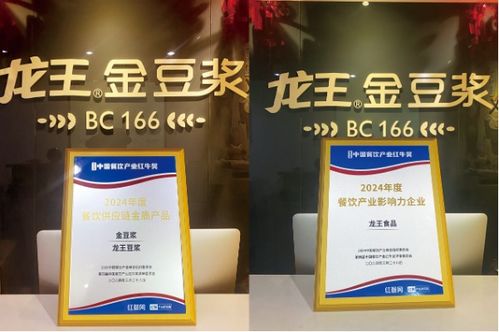 龙王®金豆浆
BC 166
中国餐饮产业红牛奖
2024年度
餐饮供应链金盾产品
金豆浆
龙王豆浆
红餐网
龙王®金豆浆
BC 166
中国餐饮产业红牛奖
2024年度
餐饮产业影响力企业
龙王食品
红餐网